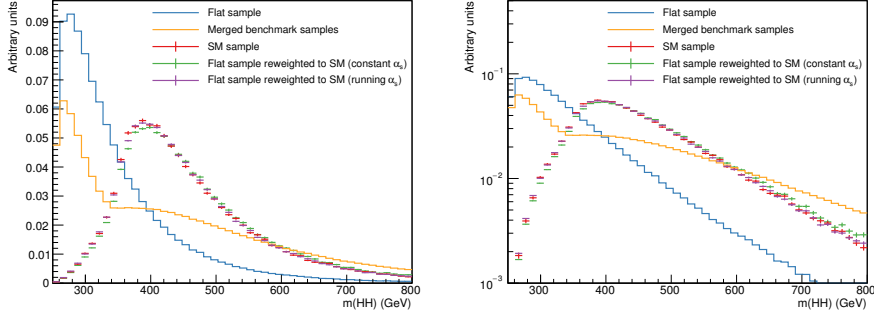 Arbitrary units
0.09
0.08
0.07
0.06
0.05
0.04
0.03
0.02
0.01
0
Flat sample
Merged benchmark samples
SM sample
Flat sample reweighted to SM (constant αs)
Flat sample reweighted to SM (running αs)
300 400 500 600 700 800
m(HH) (GeV)
Arbitrary units
10⁻¹
10⁻²
10⁻³
Flat sample
Merged benchmark samples
SM sample
Flat sample reweighted to SM (constant αs)
Flat sample reweighted to SM (running αs)
300 400 500 600 700 800
m(HH) (GeV)